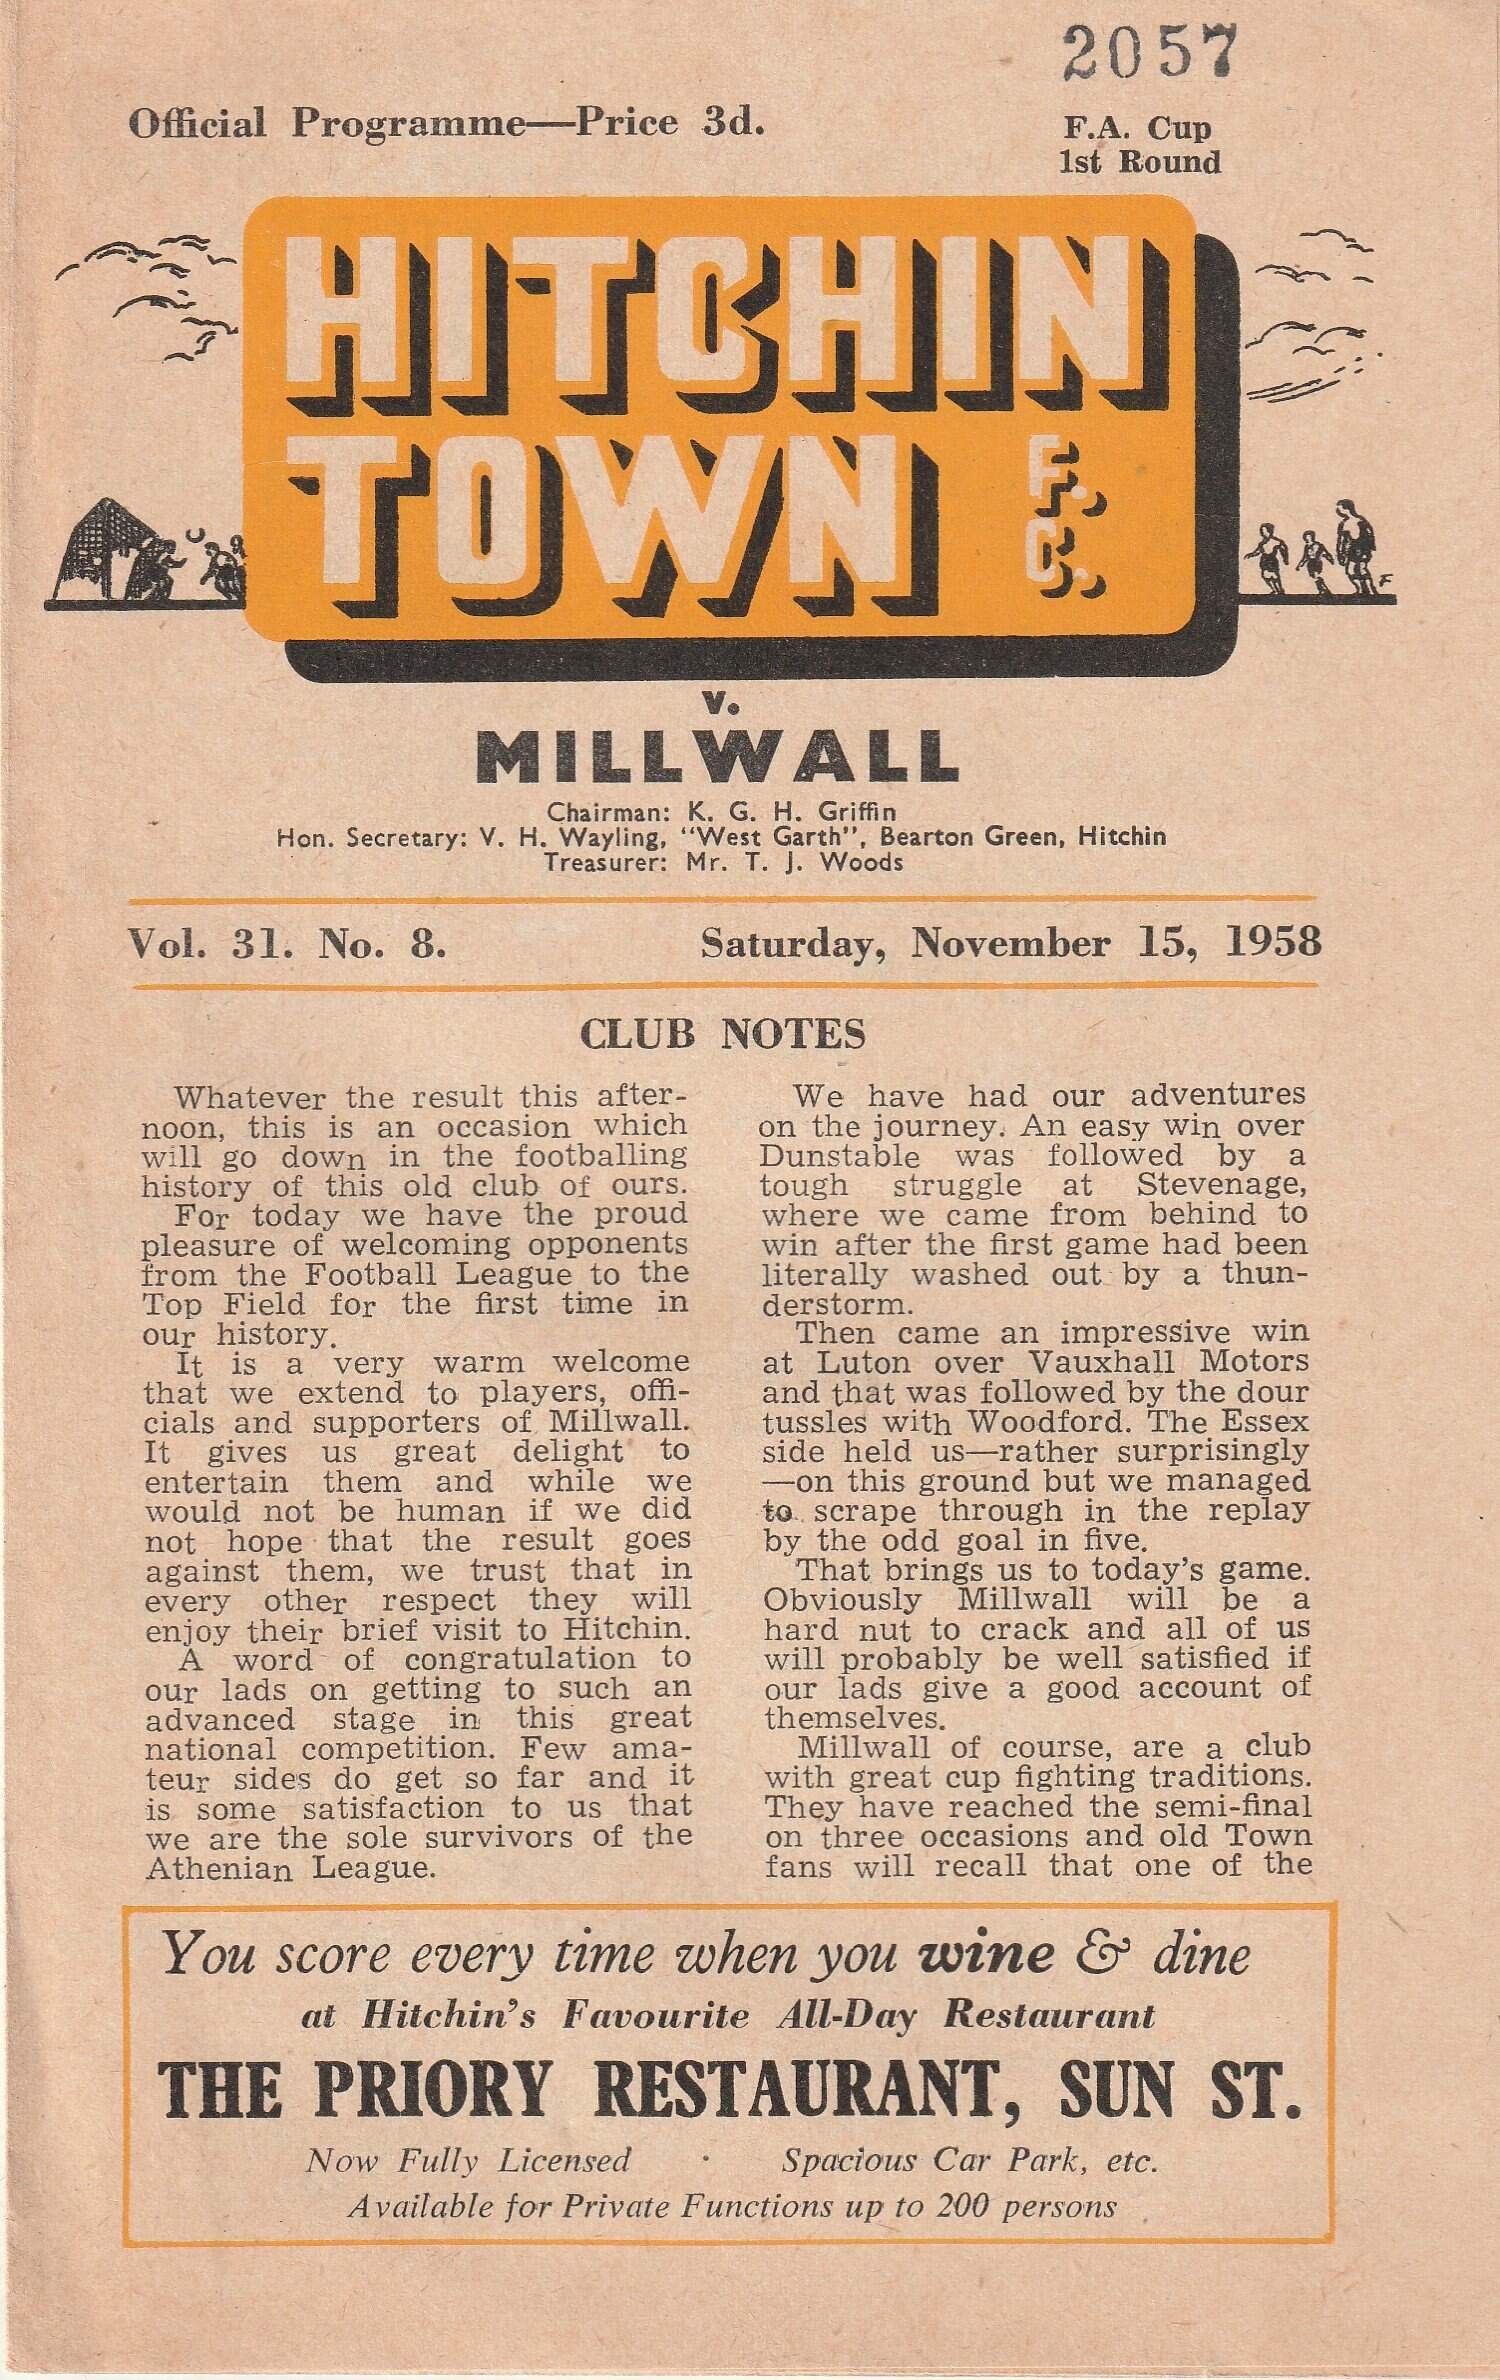 2057
Official Programme—Price 3d.
F.A. Cup
1st Round
HITCHIN
TOWN F.C.
v.
MILLWALL
Chairman: K. G. H. Griffin
Hon. Secretary: V. H. Wayling, "West Garth", Bearton Green, Hitchin
Treasurer: Mr. T. J. Woods
Vol. 31. No. 8.
Saturday, November 15, 1958
CLUB NOTES
Whatever the result this after-
noon, this is an occasion which
will go down in the footballing
history of this old club of ours.
For today we have the proud
pleasure of welcoming opponents
from the Football League to the
Top Field for the first time in
our history.
It is a very warm welcome
that we extend to players, offi-
cials and supporters of Millwall.
It gives us great delight to
entertain them and while we
would not be human if we did
not hope that the result goes
against them, we trust that in
every other respect they will
enjoy their brief visit to Hitchin.
A word of congratulation to
our lads on getting to such an
advanced stage in this great
national competition. Few ama-
teur sides do get so far and it
is some satisfaction to us that
we are the sole survivors of the
Athenian League.
We have had our adventures
on the journey. An easy win over
Dunstable was followed by a
tough struggle at Stevenage,
where we came from behind to
win after the first game had been
literally washed out by a thun-
derstorm.
Then came an impressive win
at Luton over Vauxhall Motors
and that was followed by the dour
tussles with Woodford. The Essex
side held us—rather surprisingly
—on this ground but we managed
to scrape through in the replay
by the odd goal in five.
That brings us to today's game.
Obviously Millwall will be a
hard nut to crack and all of us
will probably be well satisfied if
our lads give a good account of
themselves.
Millwall of course, are a club
with great cup fighting traditions.
They have reached the semi-final
on three occasions and old Town
fans will recall that one of the
You score every time when you wine & dine
at Hitchin's Favourite All-Day Restaurant
THE PRIORY RESTAURANT, SUN ST.
Now Fully Licensed · Spacious Car Park, etc.
Available for Private Functions up to 200 persons